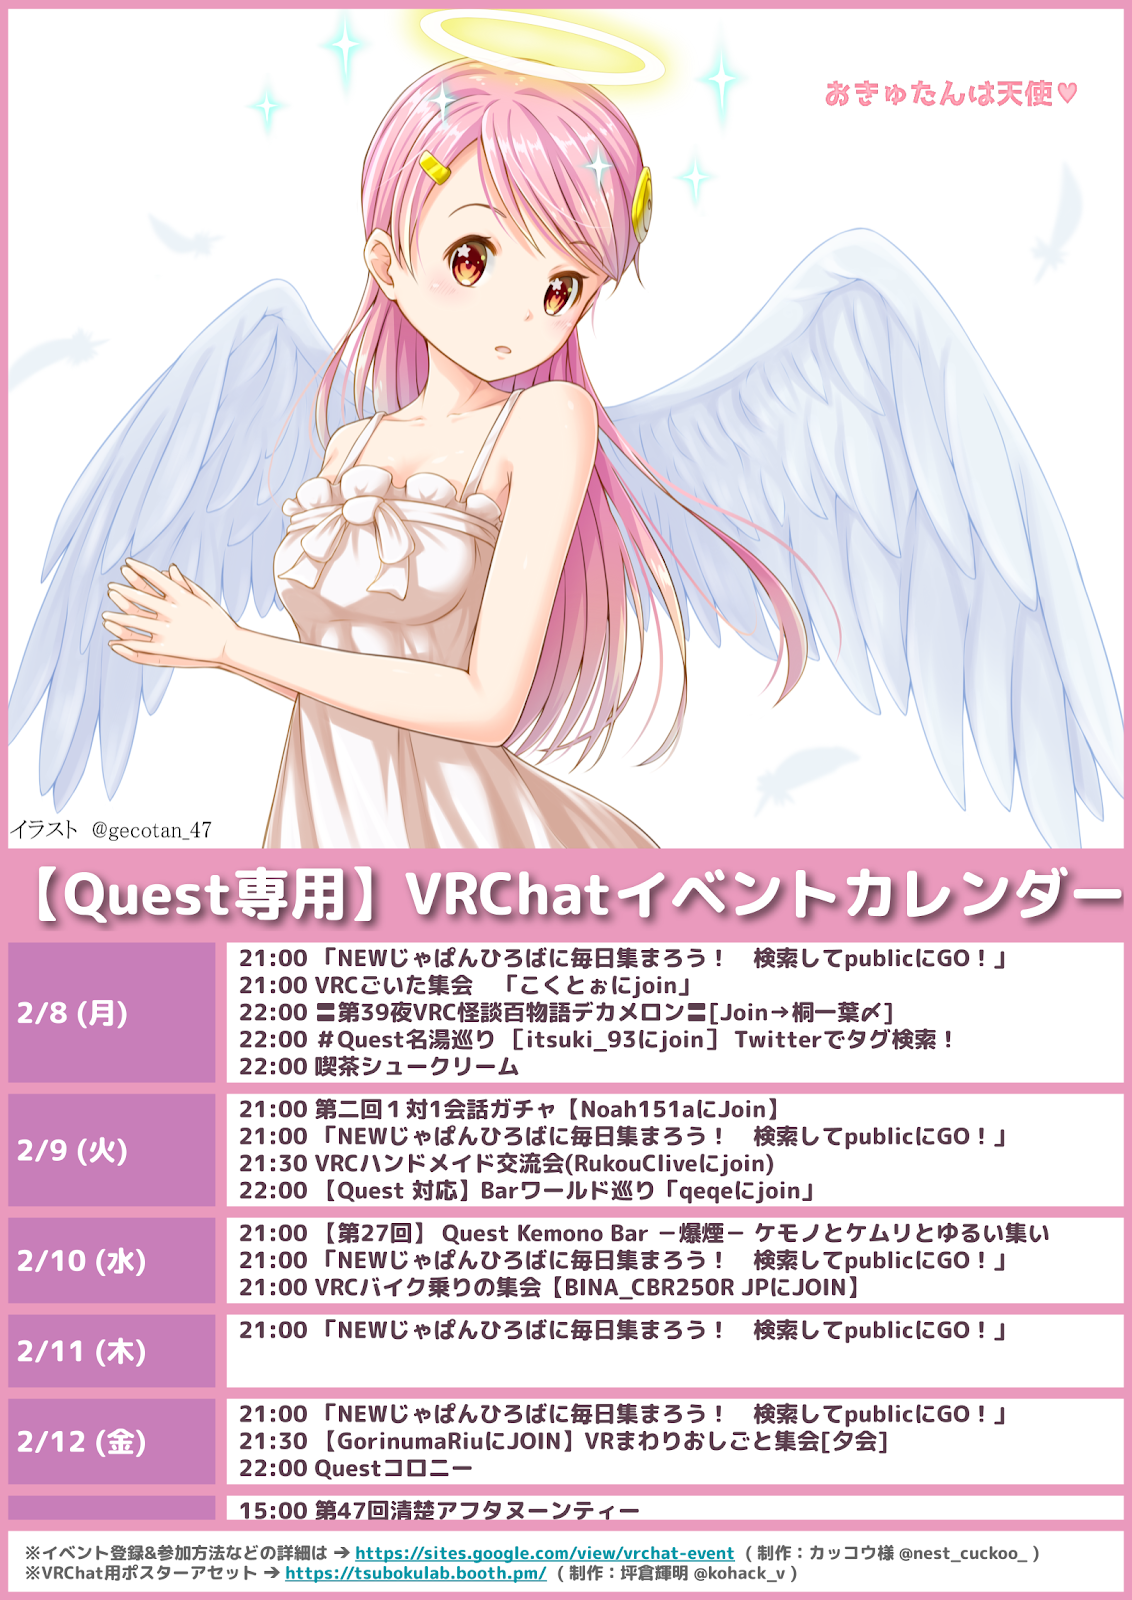 おきゅたんは天使♥
イラスト @gecotan_47
【Quest専用】VRChatイベントカレンダー
2/8 (月)
21:00 「NEWじゃぱんひろばに毎日集まろう！　検索してpublicにGO！」
21:00 VRCごいた集会　「こくとぉにjoin」
22:00 〓第39夜VRC怪談百物語デカメロン〓[Join→桐一葉〆]
22:00 ＃Quest名湯巡り［itsuki_93にjoin］ Twitterでタグ検索！
22:00 喫茶シュークリーム
2/9 (火)
21:00 第二回１対1会話ガチャ【Noah151aにJoin】
21:00 「NEWじゃぱんひろばに毎日集まろう！　検索してpublicにGO！」
21:30 VRCハンドメイド交流会(RukouCliveにjoin)
22:00 【Quest 対応】Barワールド巡り「qeqeにjoin」
2/10 (水)
21:00 【第27回】 Quest Kemono Bar －爆煙－ ケモノとケムリとゆるい集い
21:00 「NEWじゃぱんひろばに毎日集まろう！　検索してpublicにGO！」
21:00 VRCバイク乗りの集会【BINA_CBR250R JPにJOIN】
2/11 (木)
21:00 「NEWじゃぱんひろばに毎日集まろう！　検索してpublicにGO！」
2/12 (金)
21:00 「NEWじゃぱんひろばに毎日集まろう！　検索してpublicにGO！」
21:30 【GorinumaRiuにJOIN】VRまわりおしごと集会[夕会]
22:00 Questコロニー
15:00 第47回清楚アフタヌーンティー
※イベント登録&参加方法などの詳細は → https://sites.google.com/view/vrchat-event ( 制作：カッコウ様 @nest_cuckoo_ )
※VRChat用ポスターアセット → https://tsubokulab.booth.pm/ ( 制作：坪倉輝明 @kohack_v )